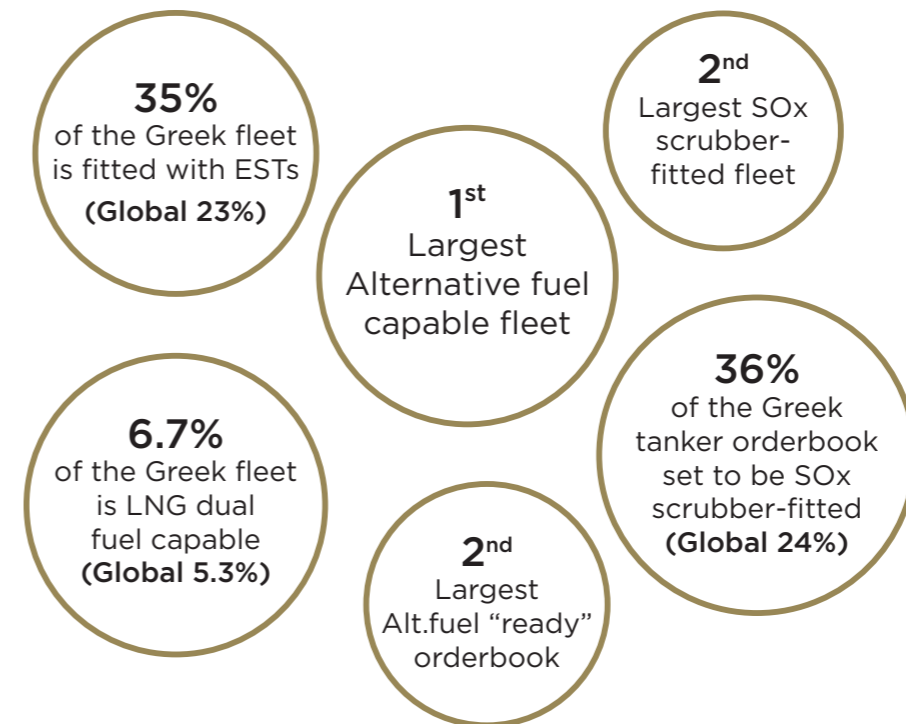 35%
of the Greek fleet
is fitted with ESTs
(Global 23%)
2nd
Largest SOx
scrubber-
fitted fleet
1st
Largest
Alternative fuel
capable fleet
6.7%
of the Greek fleet
is LNG dual
fuel capable
(Global 5.3%)
36%
of the Greek
tanker orderbook
set to be SOx
scrubber-fitted
(Global 24%)
2nd
Largest
Alt.fuel “ready”
orderbook